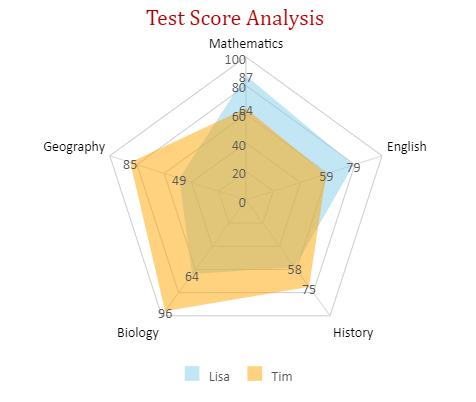 Test Score Analysis
Mathematics
100
87
80
64
60
Geography
English
40
85
79
59
49
20
0
64
58
75
96
Biology
History
Lisa
Tim